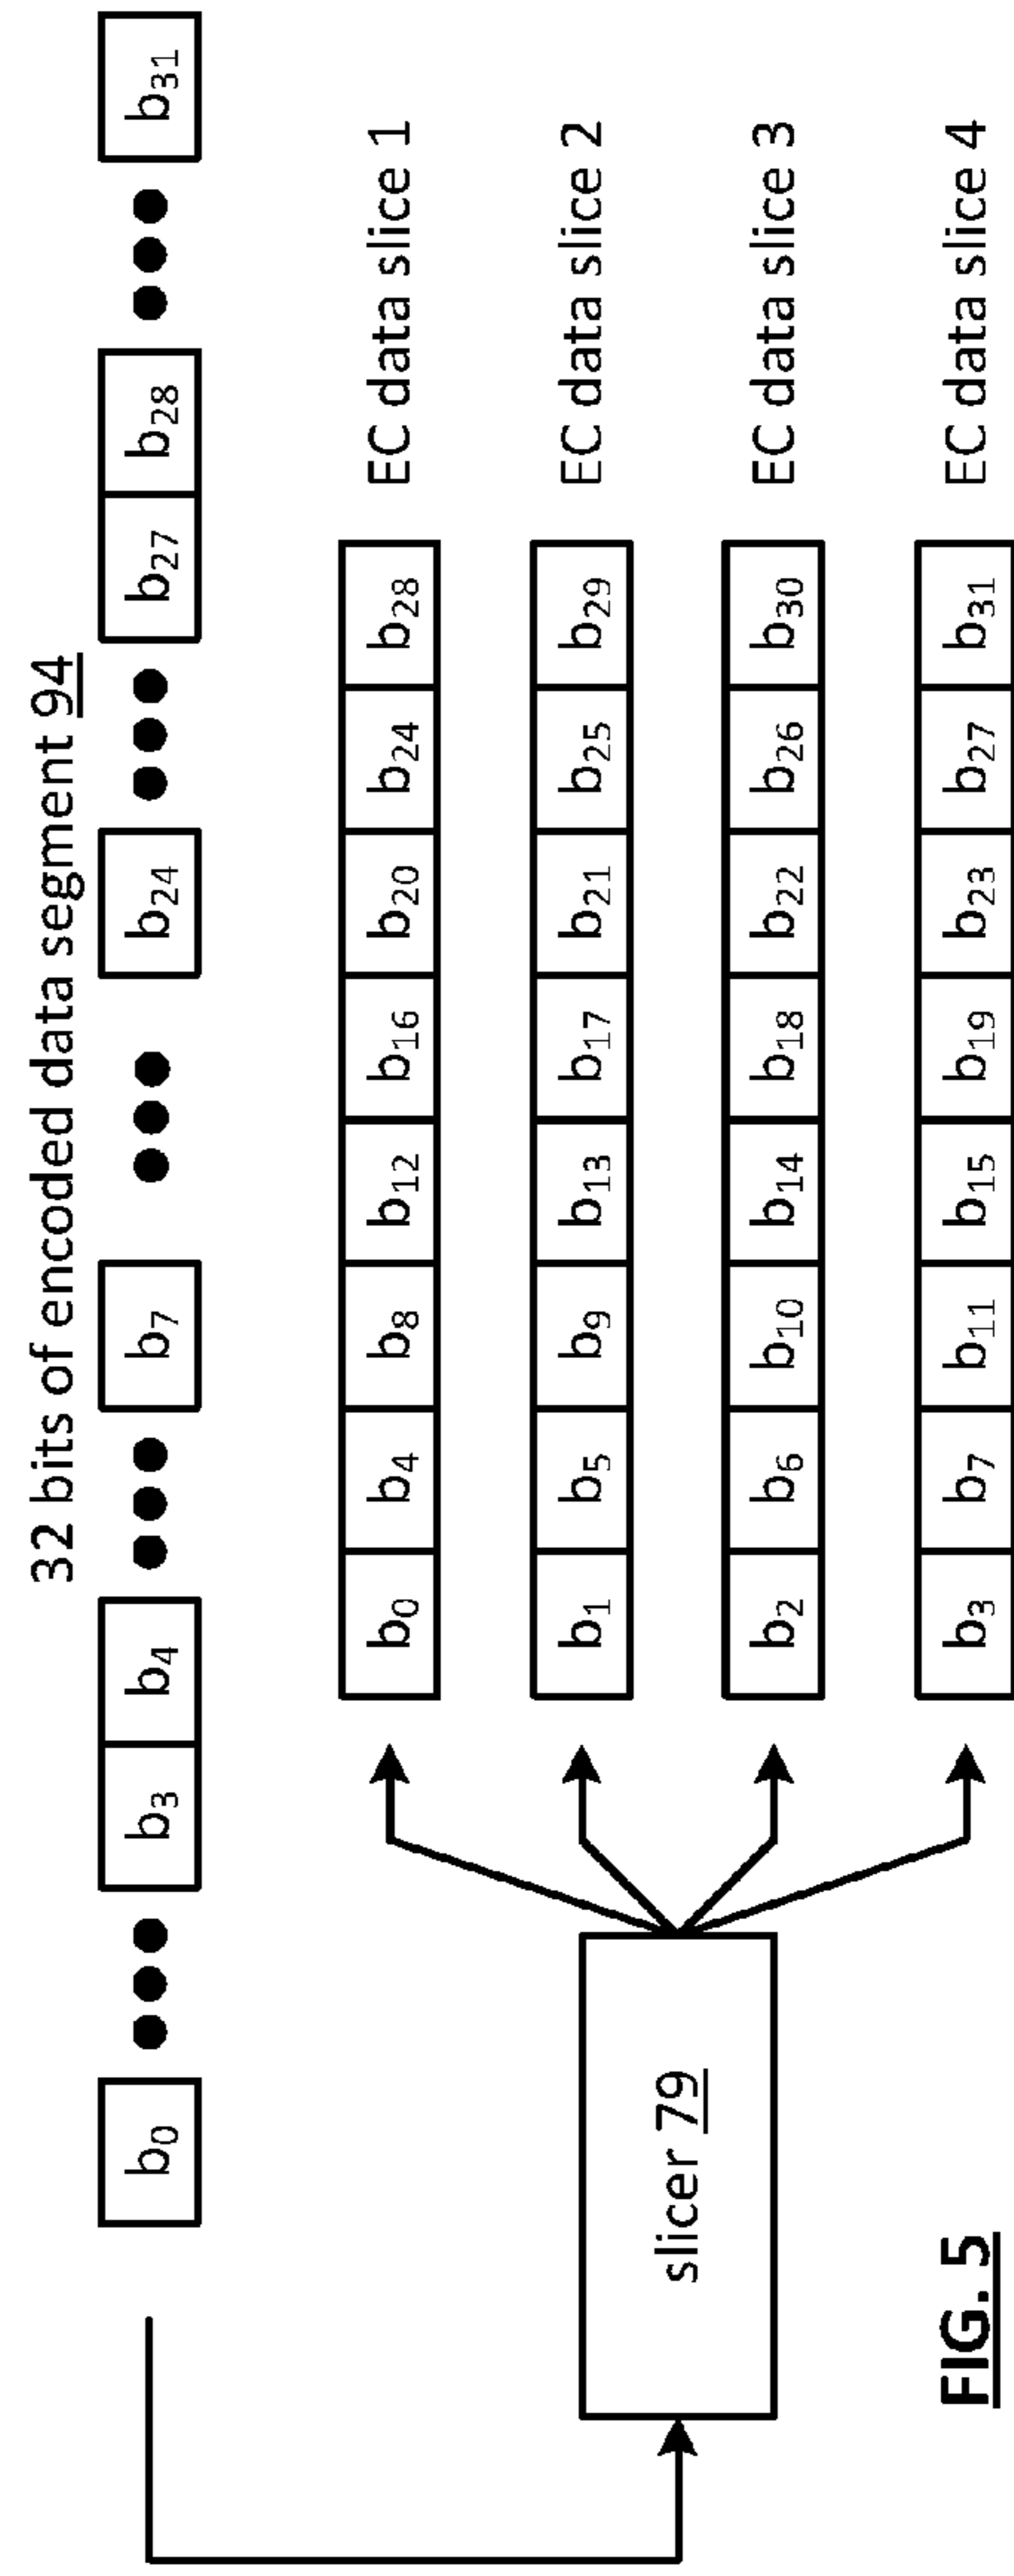 32 bits of encoded data segment 94
b0 ●●● b3 b4 ●●● b7 ●●● b24 ●●● b27 b28 ●●● b31
b0 b4 b8 b12 b16 b20 b24 b28 EC data slice 1
b1 b5 b9 b13 b17 b21 b25 b29 EC data slice 2
slicer 79
b2 b6 b10 b14 b18 b22 b26 b30 EC data slice 3
b3 b7 b11 b15 b19 b23 b27 b31 EC data slice 4
FIG. 5